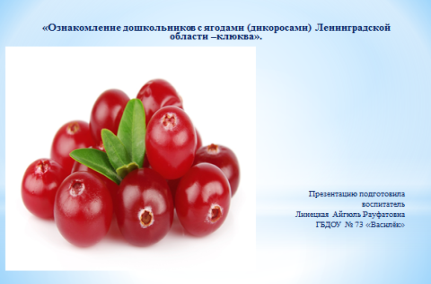 «Ознакомление дошкольников с ягодами (дикоросами) Ленинградской
области –клюква».
Презентацию подготовила
воспитатель
Линецкая Айгюль Рауфатовна
ГБДОУ № 73 «Василёк»